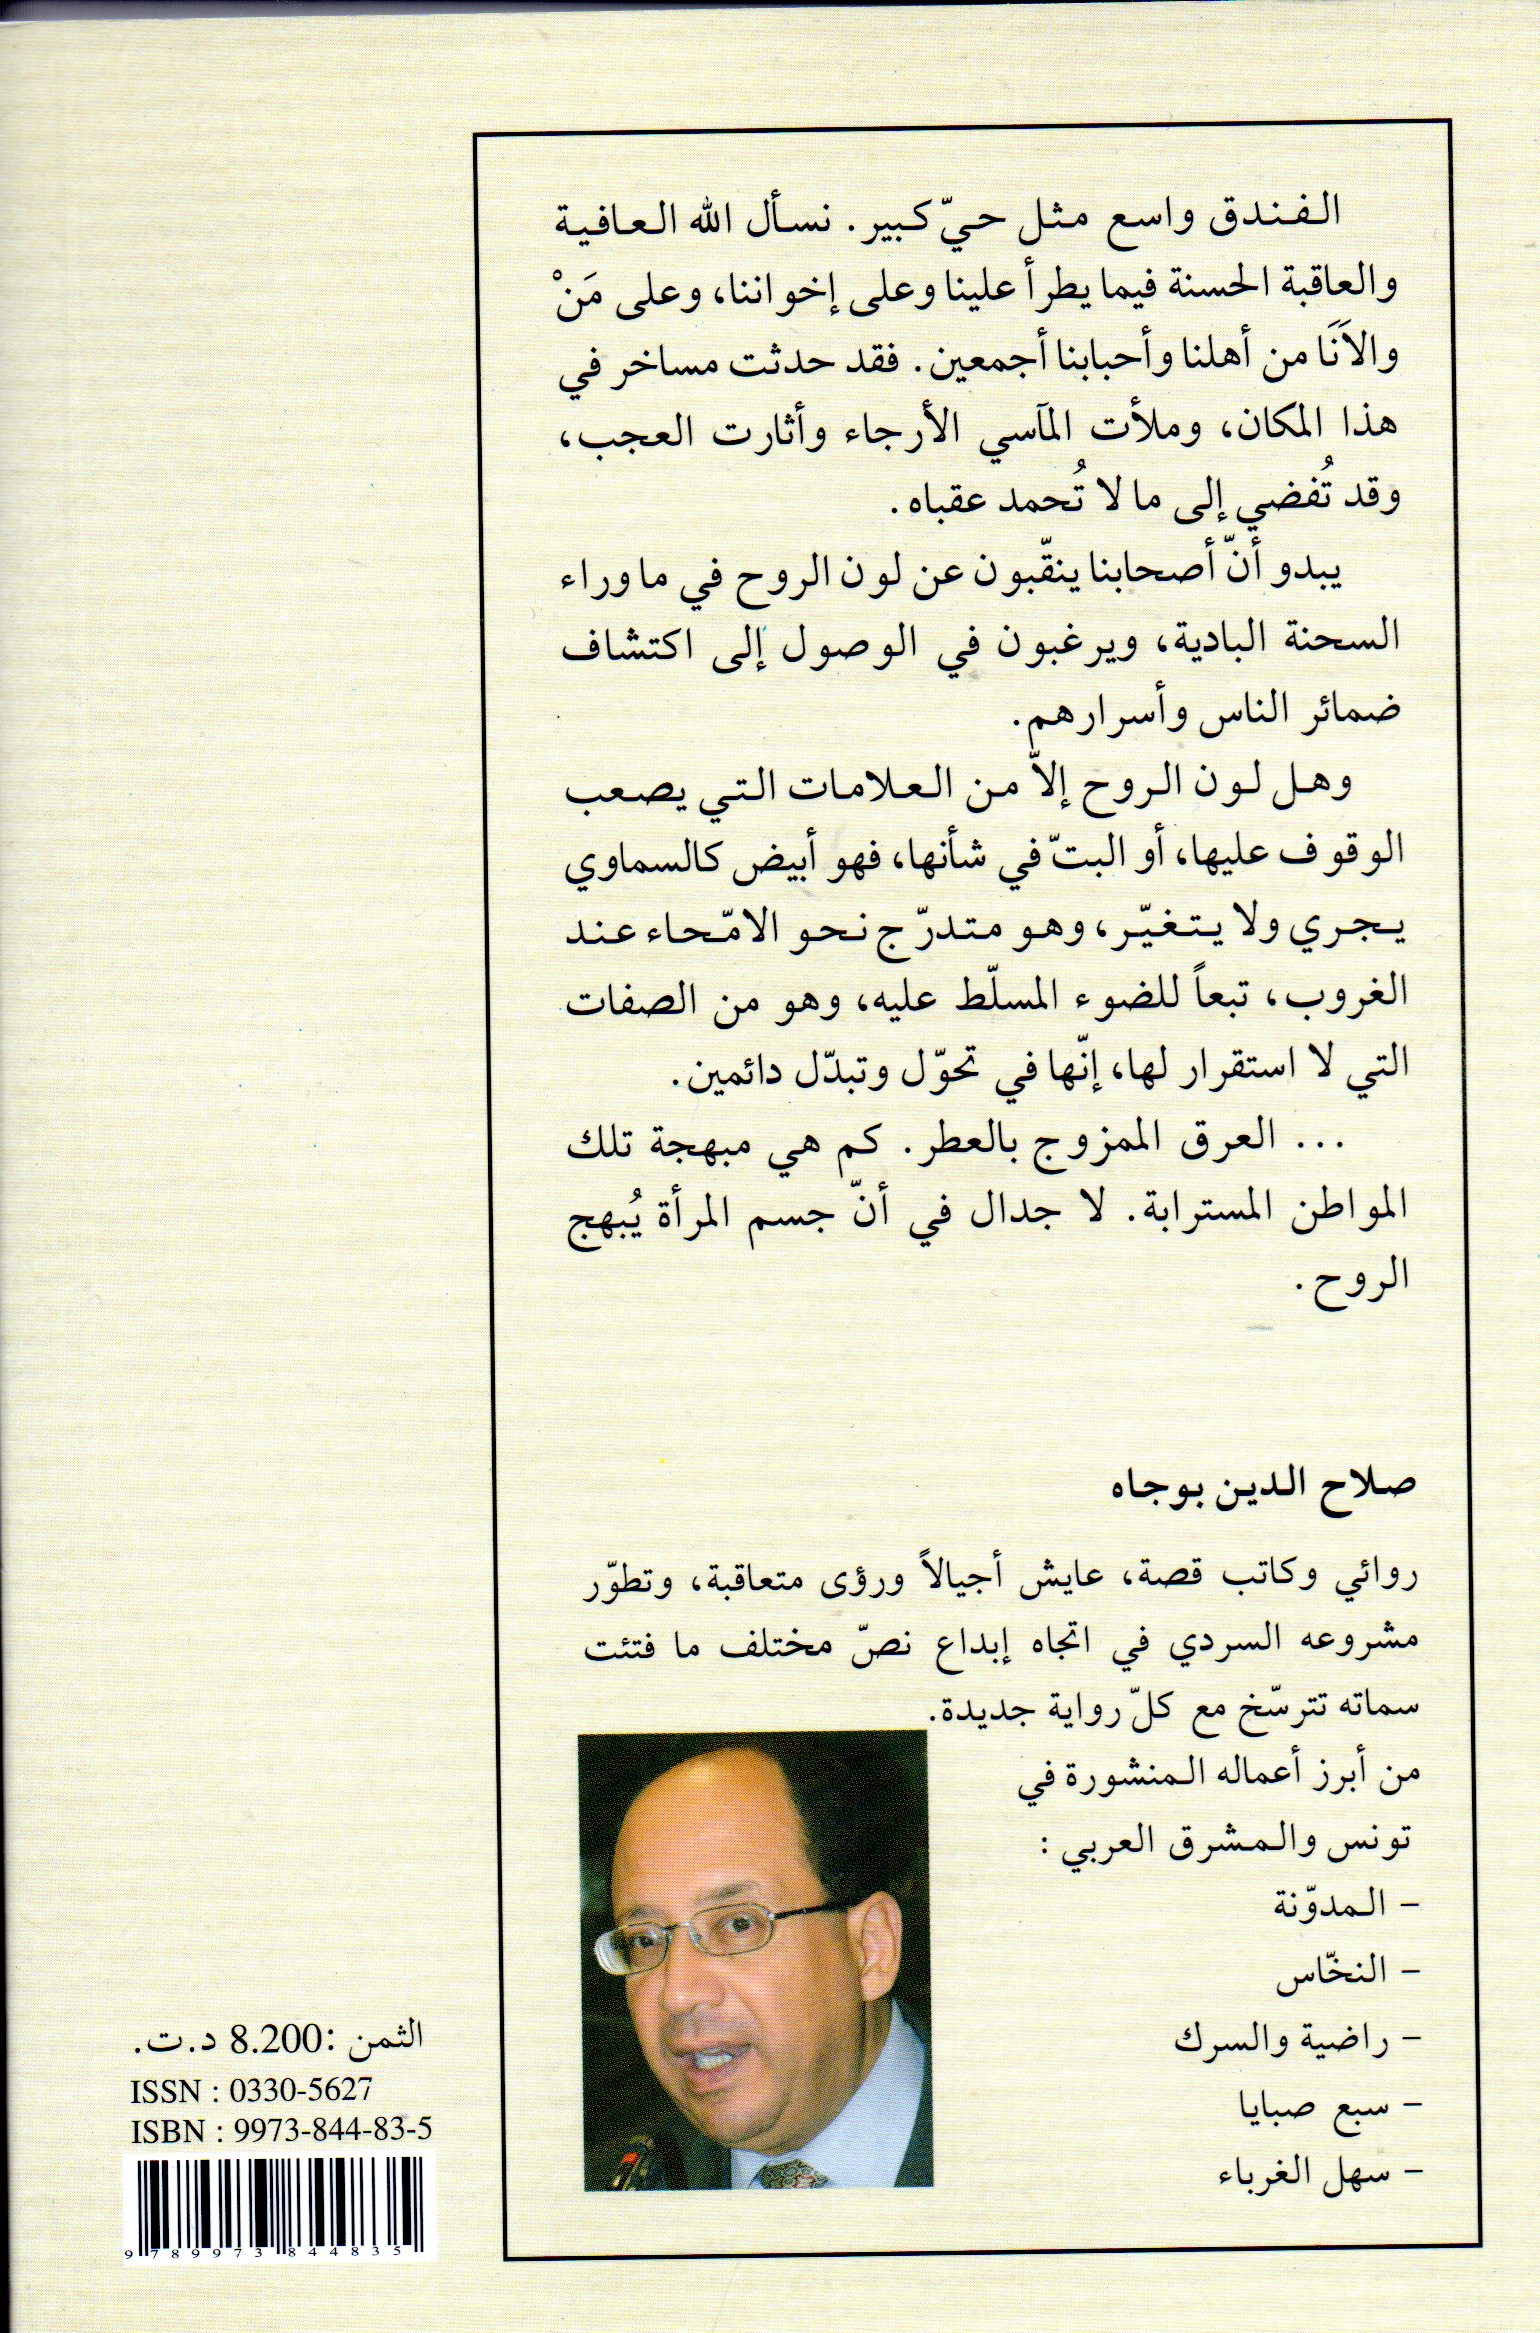 الفندق واسع مثل حيّ كبير. نسأل الله العافية
والعاقبة الحسنة فيما يطرأ علينا وعلى إخواننا، وعلى مَنْ
والاَنَا من أهلنا وأحبابنا أجمعين. فقد حدثت مساخر في
هذا المكان، وملأت المآسي الأرجاء وأثارت العجب،
وقد تُفضي إلى ما لا تُحمد عقباه.
يبدو أنّ أصحابنا ينقّبون عن لون الروح في ما وراء
السحنة البادية، ويرغبون في الوصول إلى اكتشاف
ضمائر الناس وأسرارهم.
وهل لون الروح إلاّ من العلامات التي يصعب
الوقوف عليها، أو البتّ في شأنها، فهو أبيض كالسماوي
يجري ولا يتغيّر، وهو متدرّج نحو الامّحاء عند
الغروب، تبعاً للضوء المسلّط عليه، وهو من الصفات
التي لا استقرار لها، إنّها في تحوّل وتبدّل دائمين.
... العرق الممزوج بالعطر. كم هي مبهجة تلك
المواطن المسترابة. لا جدال في أنّ جسم المرأة يُبهج
الروح.
صلاح الدين بوجاه
روائي وكاتب قصة، عايش أجيالاً ورؤى متعاقبة، وتطوّر
مشروعه السردي في اتجاه إبداع نصّ مختلف ما فتئت
سماته تترسّخ مع كلّ رواية جديدة.
من أبرز أعماله المنشورة في
تونس والمشرق العربي :
- المدوّنة
- النخّاس
- راضية والسرك
- سبع صبايا
- سهل الغرباء
الثمن :8.200 د.ت.
ISSN : 0330-5627
ISBN : 9973-844-83-5
9789973844835